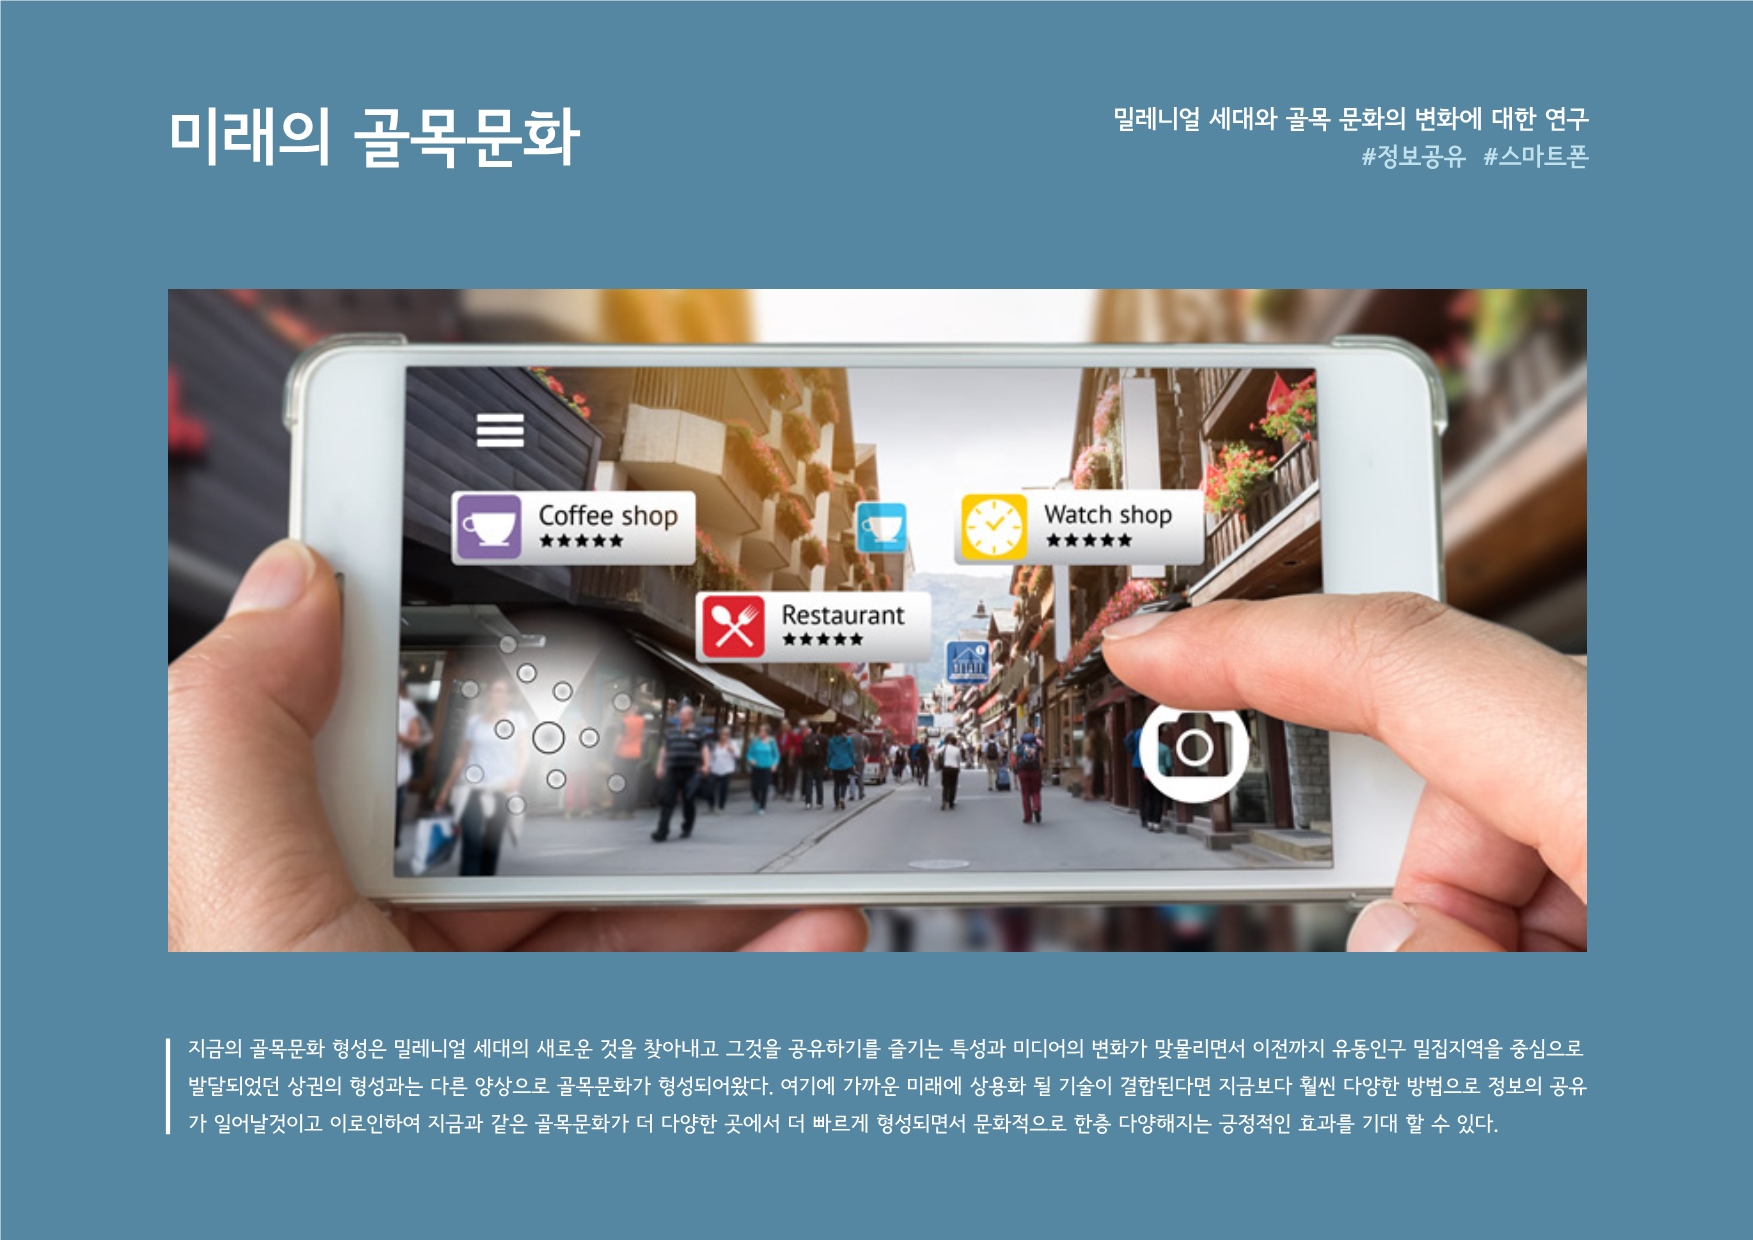 미래의 골목문화
밀레니얼 세대와 골목 문화의 변화에 대한 연구
#정보공유 #스마트폰
Coffee shop
★★★★★
Watch shop
★★★★★
Restaurant
★★★★★
지금의 골목문화 형성은 밀레니얼 세대의 새로운 것을 찾아내고 그것을 공유하기를 즐기는 특성과 미디어의 변화가 맞물리면서 이전까지 유동인구 밀집지역을 중심으로
발달되었던 상권의 형성과는 다른 양상으로 골목문화가 형성되어왔다. 여기에 가까운 미래에 상용화 될 기술이 결합된다면 지금보다 훨씬 다양한 방법으로 정보의 공유
가 일어날것이고 이로인하여 지금과 같은 골목문화가 더 다양한 곳에서 더 빠르게 형성되면서 문화적으로 한층 다양해지는 긍정적인 효과를 기대 할 수 있다.